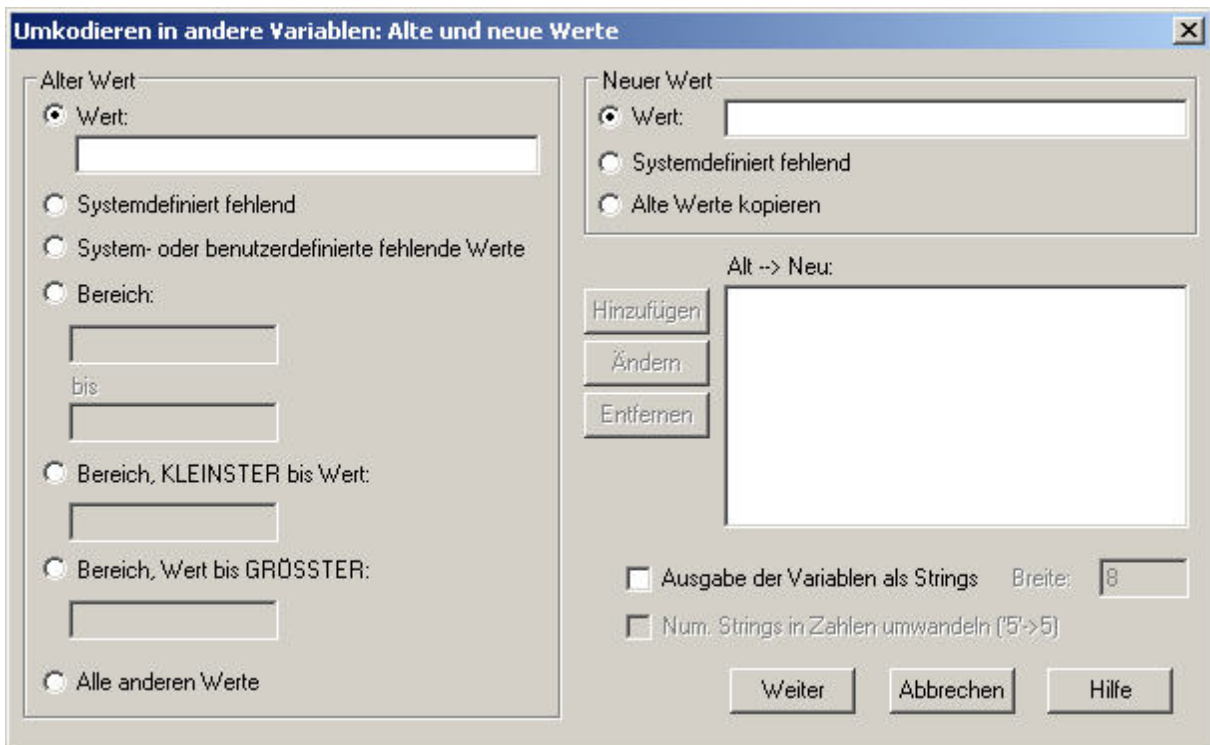 Umkodieren in andere Variablen: Alte und neue Werte
Alter Wert
Wert:
Systemdefiniert fehlend
System- oder benutzerdefinierte fehlende Werte
Bereich:
bis
Bereich, KLEINSTER bis Wert:
Bereich, Wert bis GRÖSSTER:
Alle anderen Werte
Neuer Wert
Wert:
Systemdefiniert fehlend
Alte Werte kopieren
Alt --> Neu:
Hinzufügen
Ändern
Entfernen
Ausgabe der Variablen als Strings Breite: 8
Num. Strings in Zahlen umwandeln ('5'->5)
Weiter Abbrechen Hilfe